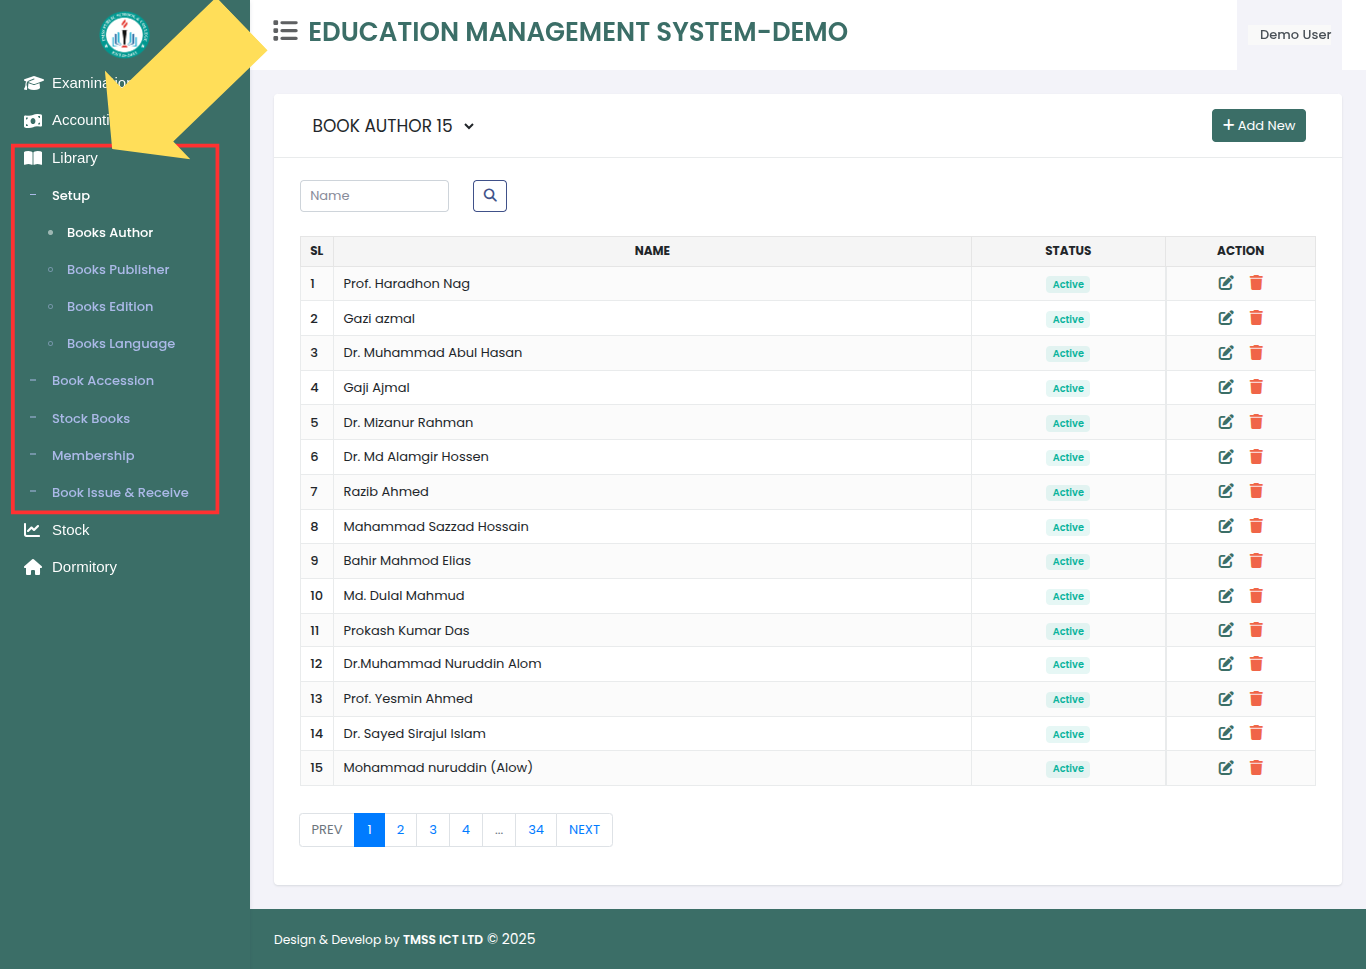 EDUCATION MANAGEMENT SYSTEM-DEMO
Demo User
Library
Setup
Books Author
Books Publisher
Books Edition
Books Language
Book Accession
Stock Books
Membership
Book Issue & Receive
Stock
Dormitory
BOOK AUTHOR 15
+ Add New
Name
SL NAME STATUS ACTION
1 Prof. Haradhon Nag Active
2 Gazi azmal Active
3 Dr. Muhammad Abul Hasan Active
4 Gaji Ajmal Active
5 Dr. Mizanur Rahman Active
6 Dr. Md Alamgir Hossen Active
7 Razib Ahmed Active
8 Mahammad Sazzad Hossain Active
9 Bahir Mahmod Elias Active
10 Md. Dulal Mahmud Active
11 Prokash Kumar Das Active
12 Dr.Muhammad Nuruddin Alom Active
13 Prof. Yesmin Ahmed Active
14 Dr. Sayed Sirajul Islam Active
15 Mohammad nuruddin (Alow) Active
PREV 1 2 3 4 ... 34 NEXT
Design & Develop by TMSS ICT LTD © 2025